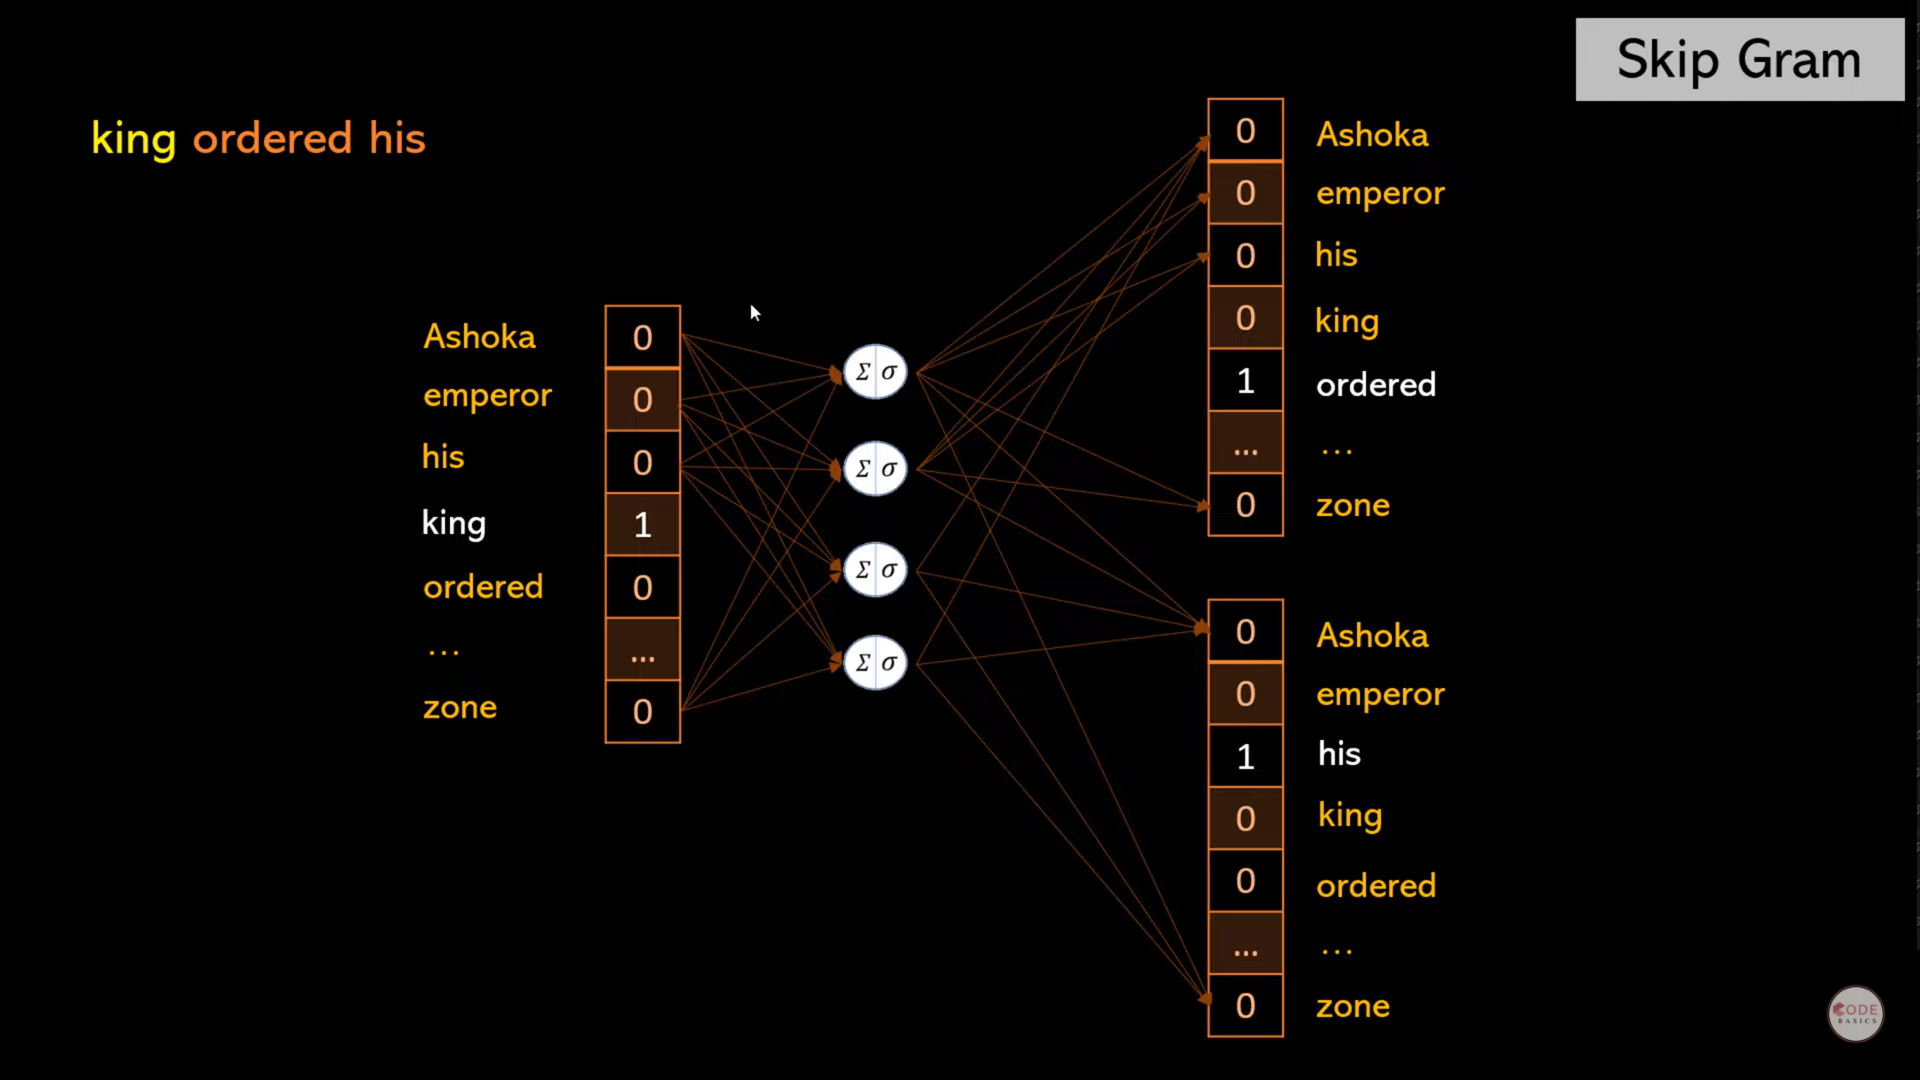 Skip Gram
king ordered his
Ashoka 0
emperor 0
his 0
king 1
ordered 0
... ...
zone 0
Σ σ
Σ σ
Σ σ
Σ σ
0 Ashoka
0 emperor
0 his
0 king
1 ordered
... ...
0 zone
0 Ashoka
0 emperor
1 his
0 king
0 ordered
... ...
0 zone
CODE
BASICS